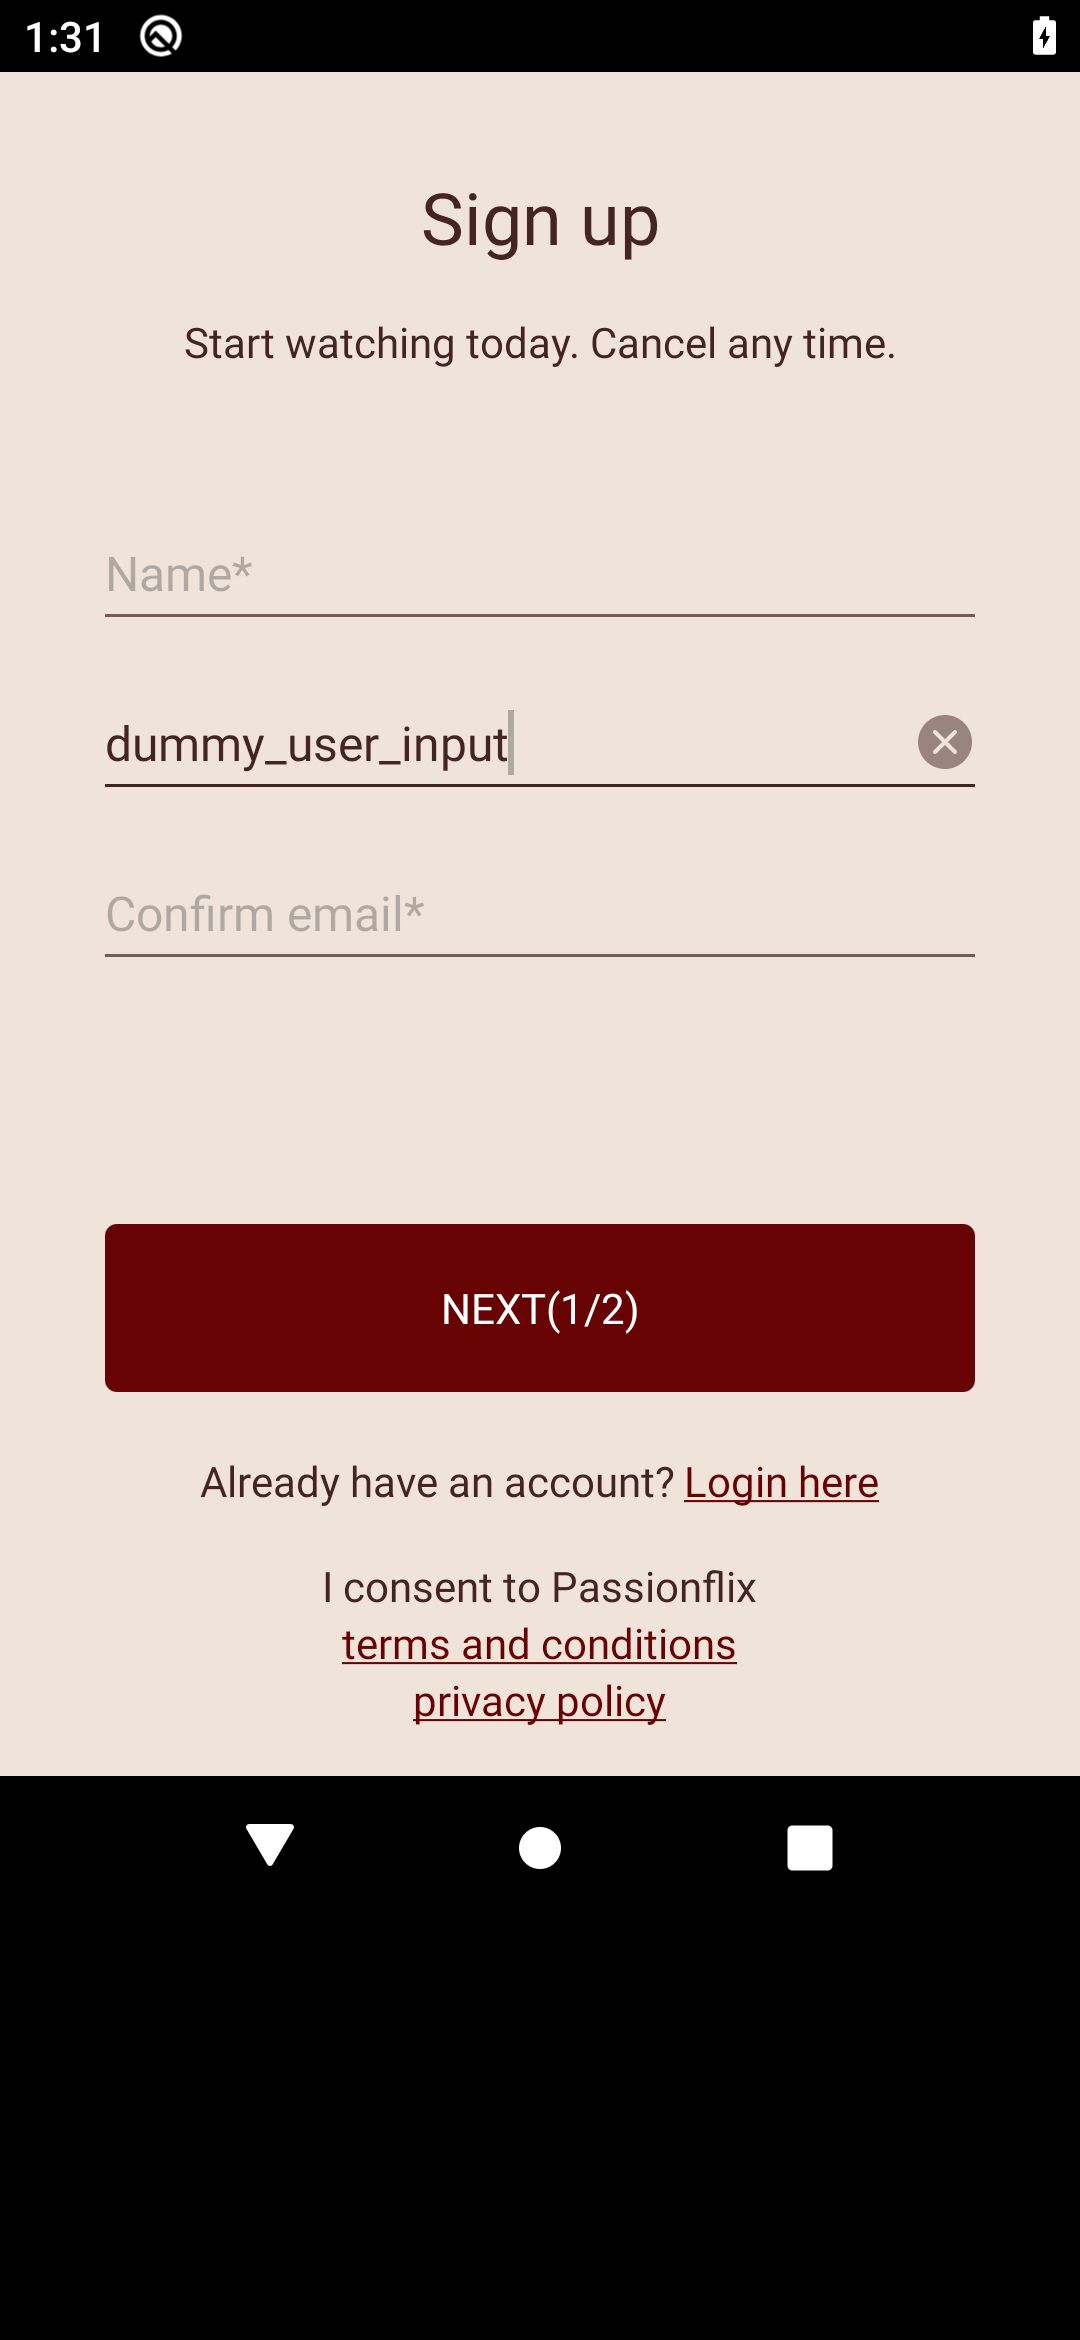 1:31
Sign up
Start watching today. Cancel any time.
Name*
dummy_user_input
Confirm email*
NEXT(1/2)
Already have an account? Login here
I consent to Passionflix
terms and conditions
privacy policy